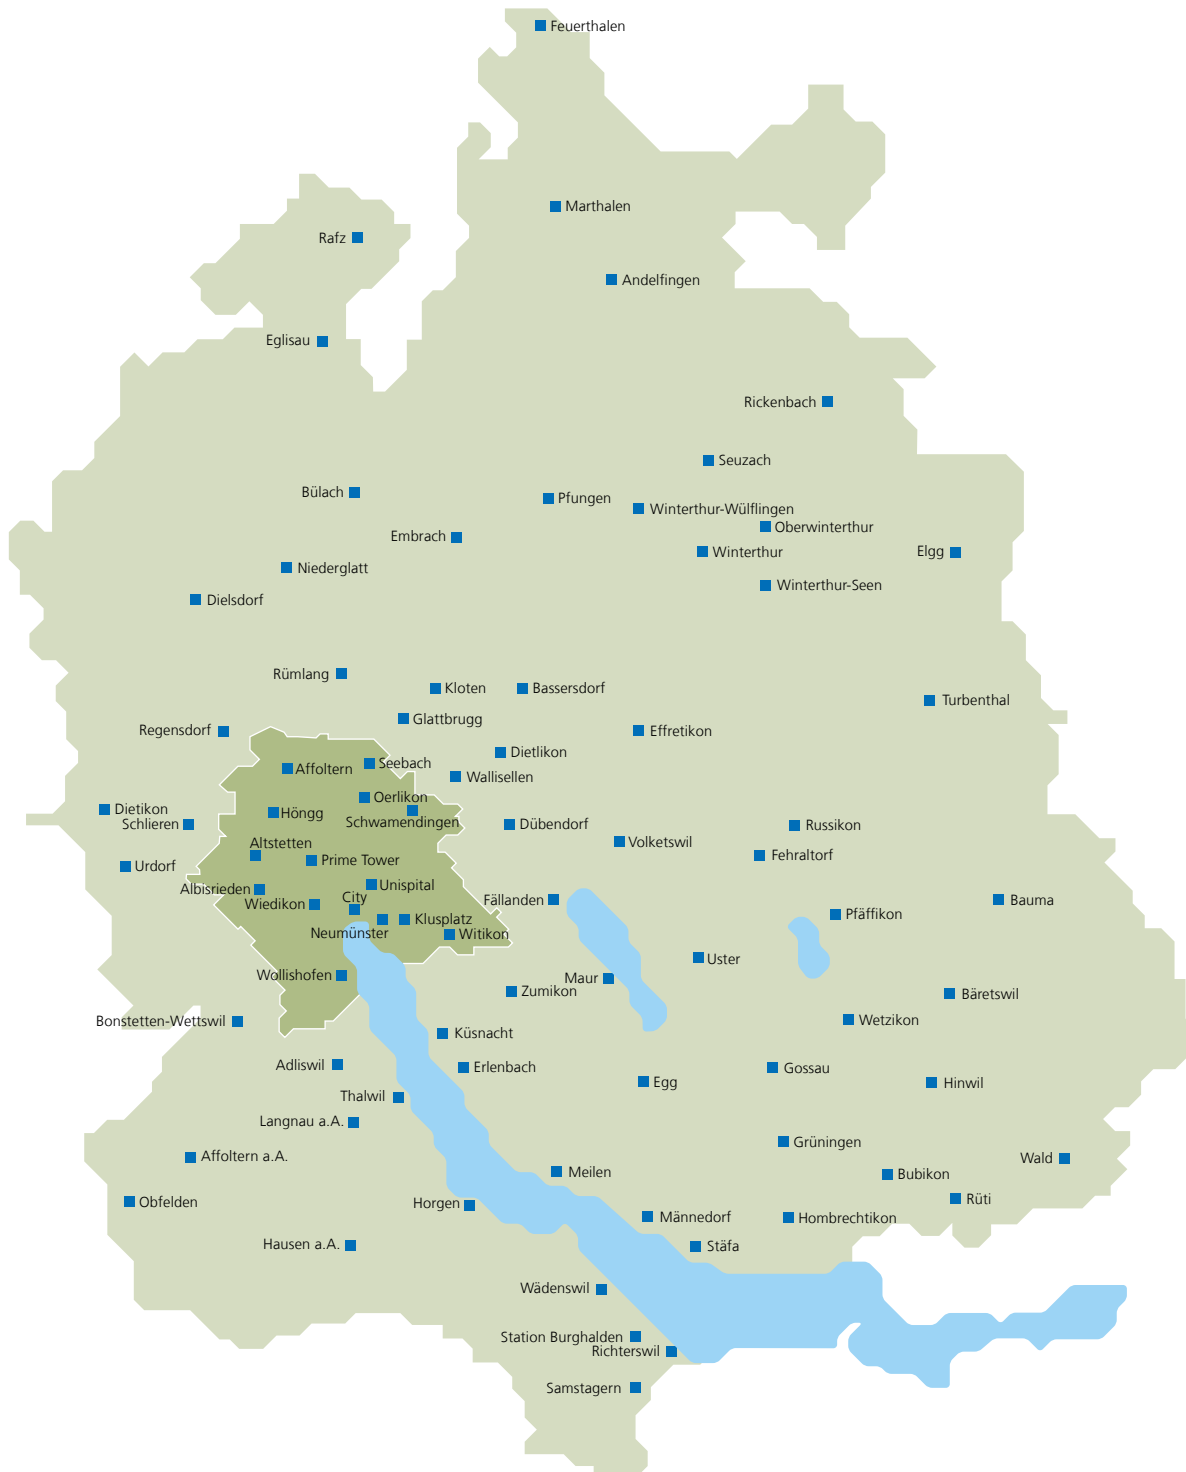 Feuerthalen
Marthalen
Rafz
Andelfingen
Eglisau
Rickenbach
Seuzach
Bülach
Pfungen
Winterthur-Wülflingen
Oberwinterthur
Embrach
Winterthur
Elgg
Niederglatt
Winterthur-Seen
Dielsdorf
Rümlang
Kloten
Bassersdorf
Turbenthal
Glattbrugg
Regensdorf
Effretikon
Dietlikon
Seebach
Affoltern
Wallisellen
Oerlikon
Dietikon
Höngg
Schwamendingen
Schlieren
Dübendorf
Russikon
Altstetten
Volketswil
Fehraltorf
Prime Tower
Urdorf
Unispital
Albisrieden
City
Wiedikon
Fällanden
Bauma
Pfäffikon
Klusplatz
Neumünster
Witikon
Uster
Wollishofen
Maur
Zumikon
Bäretswil
Bonstetten-Wettswil
Wetzikon
Küsnacht
Adliswil
Erlenbach
Gossau
Egg
Hinwil
Thalwil
Langnau a.A.
Grüningen
Affoltern a.A.
Wald
Meilen
Bubikon
Obfelden
Rüti
Horgen
Männedorf
Hombrechtikon
Hausen a.A.
Stäfa
Wädenswil
Station Burghalden
Richterswil
Samstagern